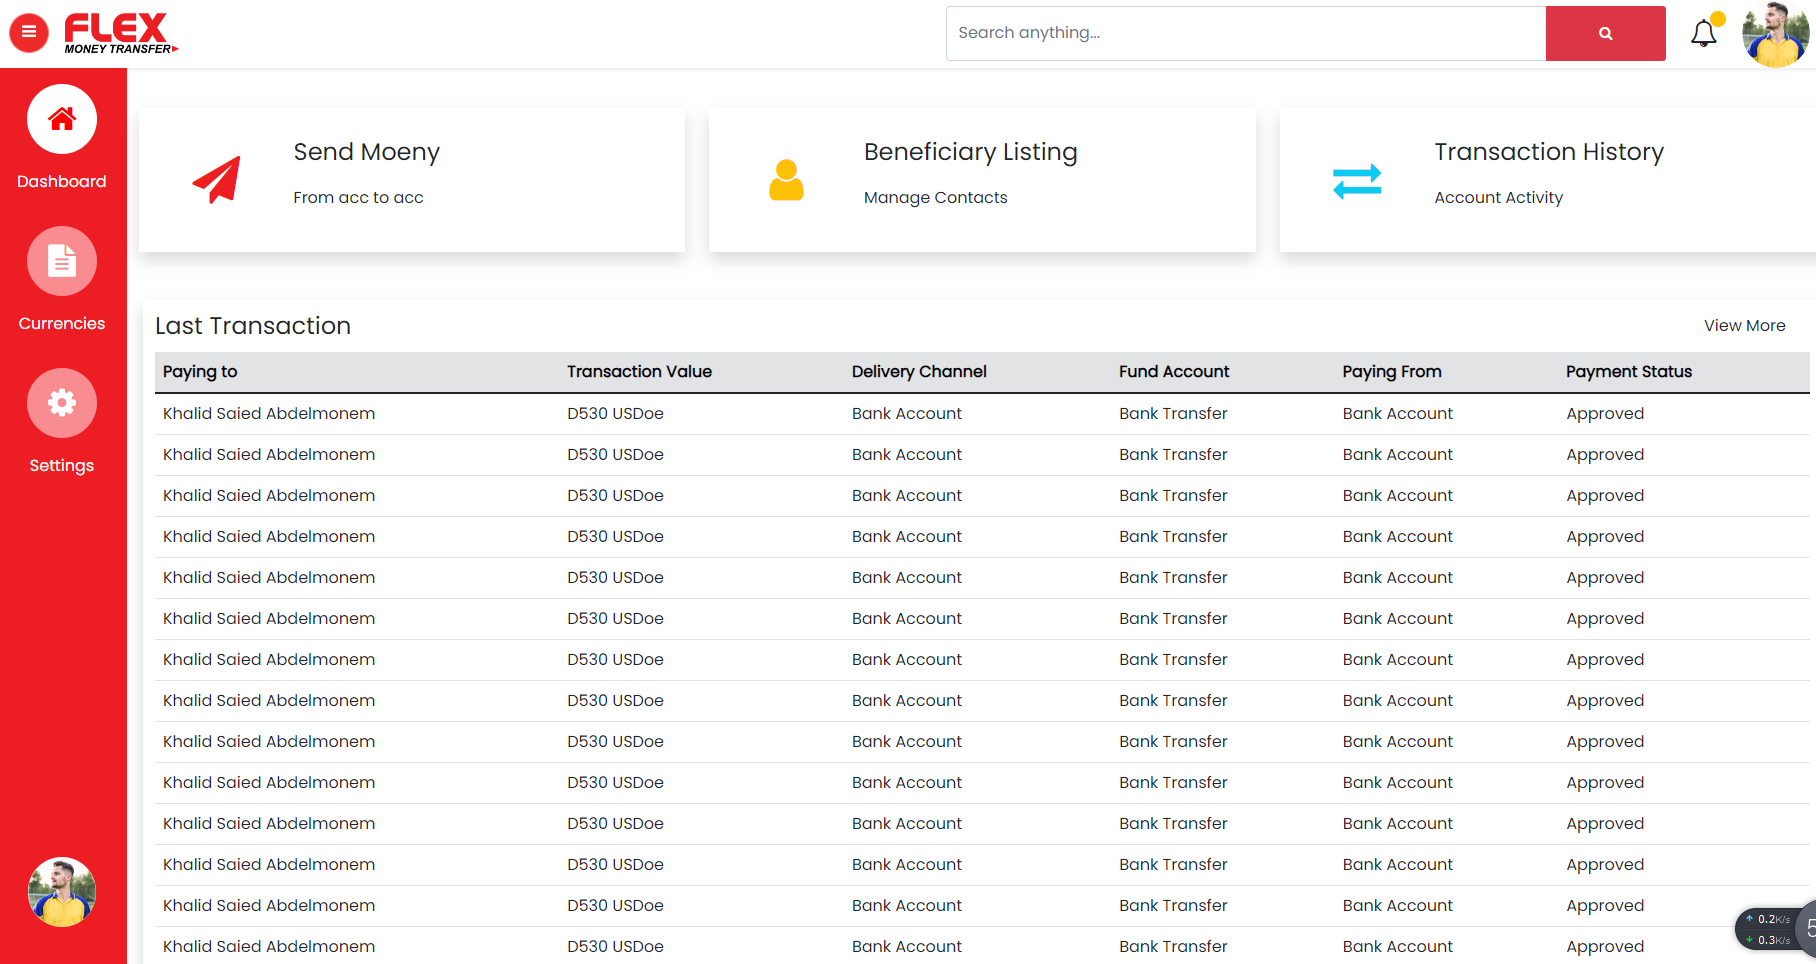 FLEX
MONEY TRANSFER
Search anything...
Dashboard
Currencies
Settings
Send Moeny
From acc to acc
Beneficiary Listing
Manage Contacts
Transaction History
Account Activity
Last Transaction View More
Paying to Transaction Value Delivery Channel Fund Account Paying From Payment Status
Khalid Saied Abdelmonem D530 USDoe Bank Account Bank Transfer Bank Account Approved
Khalid Saied Abdelmonem D530 USDoe Bank Account Bank Transfer Bank Account Approved
Khalid Saied Abdelmonem D530 USDoe Bank Account Bank Transfer Bank Account Approved
Khalid Saied Abdelmonem D530 USDoe Bank Account Bank Transfer Bank Account Approved
Khalid Saied Abdelmonem D530 USDoe Bank Account Bank Transfer Bank Account Approved
Khalid Saied Abdelmonem D530 USDoe Bank Account Bank Transfer Bank Account Approved
Khalid Saied Abdelmonem D530 USDoe Bank Account Bank Transfer Bank Account Approved
Khalid Saied Abdelmonem D530 USDoe Bank Account Bank Transfer Bank Account Approved
Khalid Saied Abdelmonem D530 USDoe Bank Account Bank Transfer Bank Account Approved
Khalid Saied Abdelmonem D530 USDoe Bank Account Bank Transfer Bank Account Approved
Khalid Saied Abdelmonem D530 USDoe Bank Account Bank Transfer Bank Account Approved
Khalid Saied Abdelmonem D530 USDoe Bank Account Bank Transfer Bank Account Approved
Khalid Saied Abdelmonem D530 USDoe Bank Account Bank Transfer Bank Account Approved
Khalid Saied Abdelmonem D530 USDoe Bank Account Bank Transfer Bank Account Approved
0.2K/s
0.3K/s